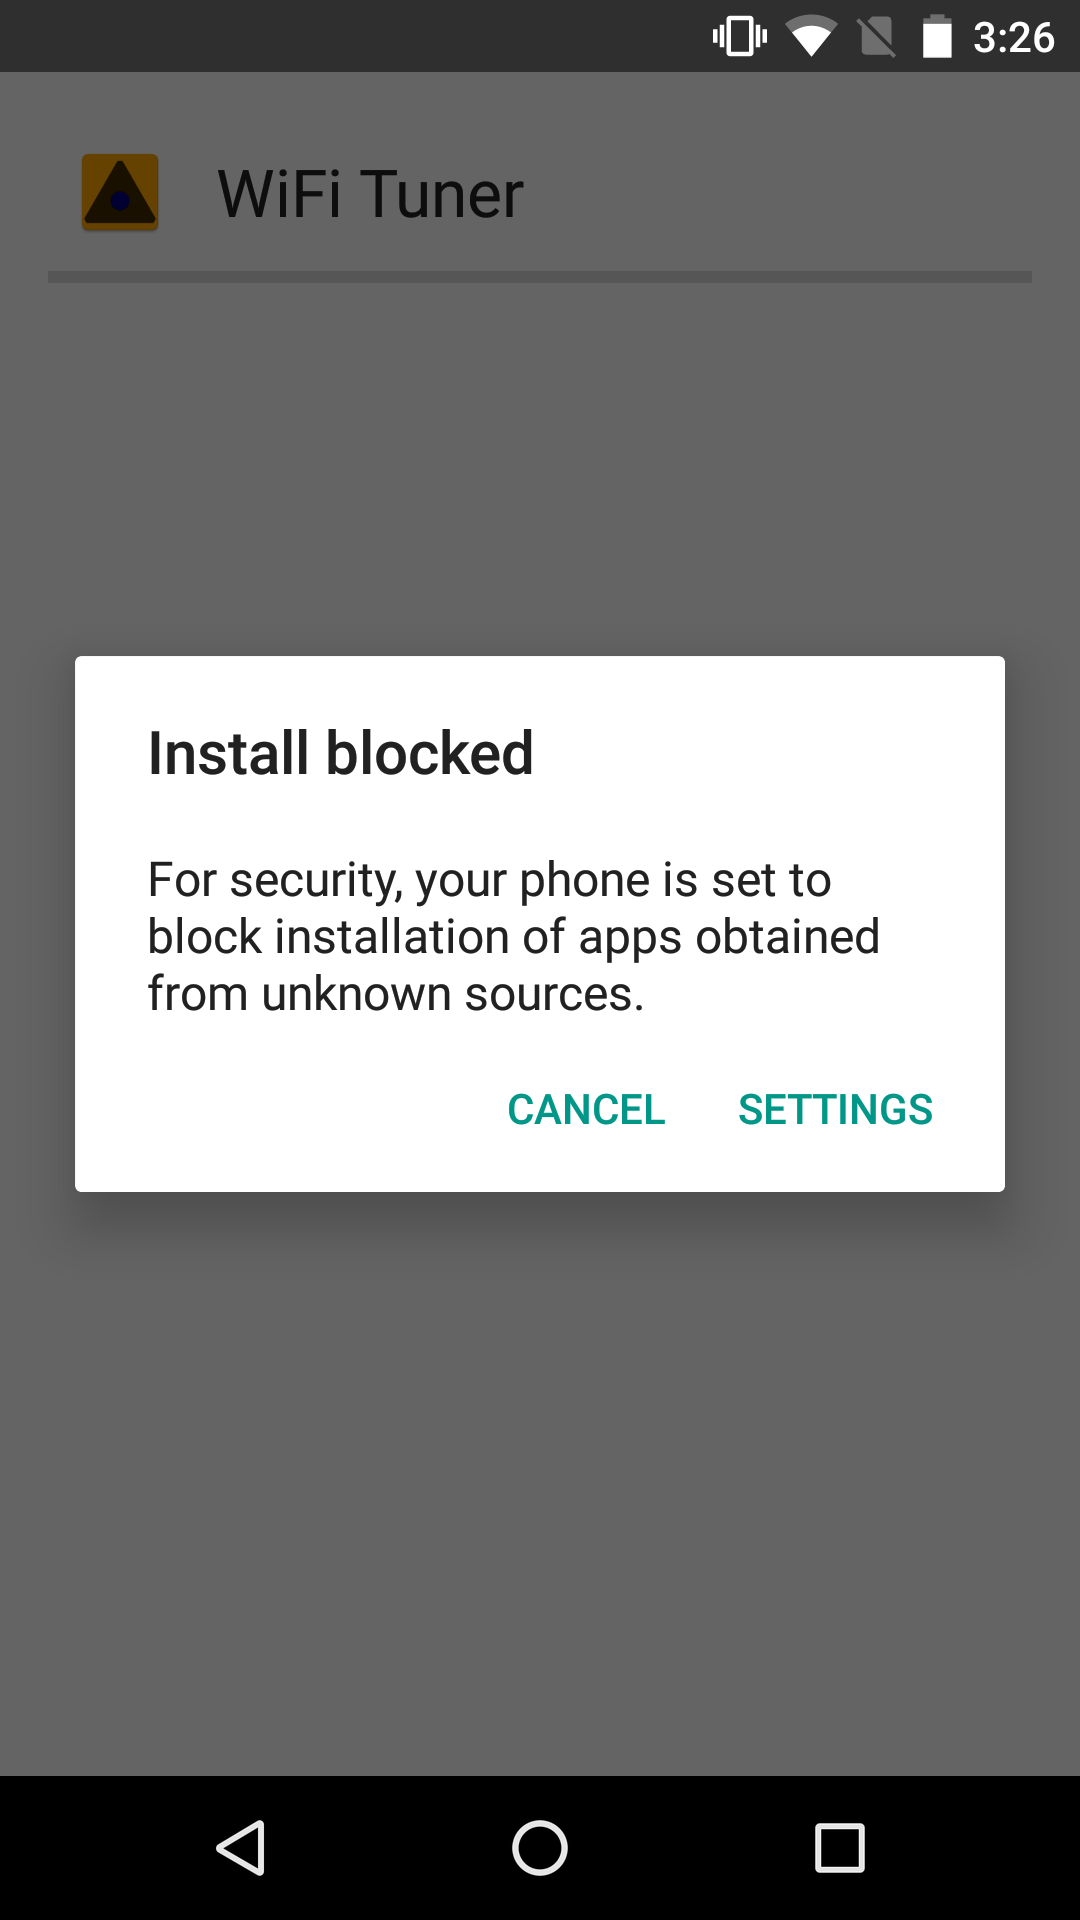 3:26
WiFi Tuner
Install blocked
For security, your phone is set to
block installation of apps obtained
from unknown sources.
CANCEL SETTINGS